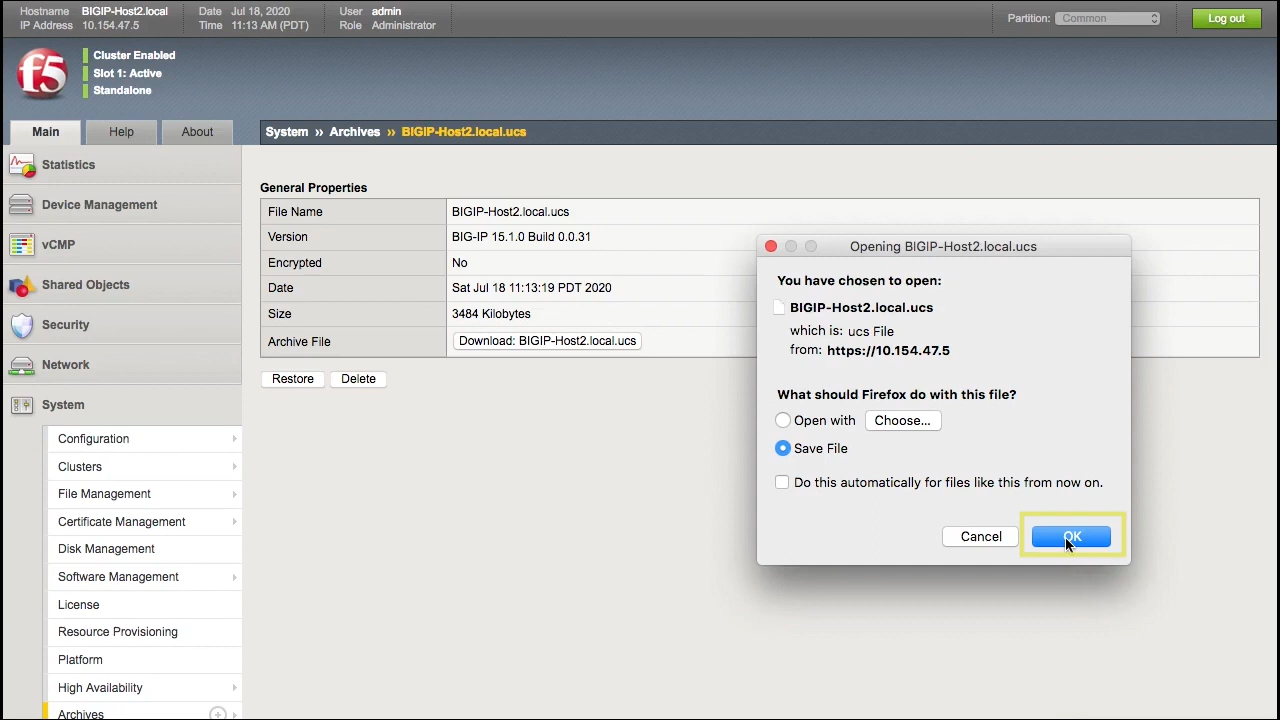 Hostname BIGIP-Host2.local Date Jul 18, 2020 User admin
IP Address 10.154.47.5 Time 11:13 AM (PDT) Role Administrator
Partition: Common Log out
f5
Cluster Enabled
Slot 1: Active
Standalone
Main Help About
System ›› Archives ›› BIGIP-Host2.local.ucs
Statistics
Device Management
vCMP
Shared Objects
Security
Network
System
Configuration
Clusters
File Management
Certificate Management
Disk Management
Software Management
License
Resource Provisioning
Platform
High Availability
Archives
General Properties
File Name BIGIP-Host2.local.ucs
Version BIG-IP 15.1.0 Build 0.0.31
Encrypted No
Date Sat Jul 18 11:13:19 PDT 2020
Size 3484 Kilobytes
Archive File Download: BIGIP-Host2.local.ucs
Restore Delete
Opening BIGIP-Host2.local.ucs
You have chosen to open:
BIGIP-Host2.local.ucs
which is: ucs File
from: https://10.154.47.5
What should Firefox do with this file?
Open with Choose...
Save File
Do this automatically for files like this from now on.
Cancel OK